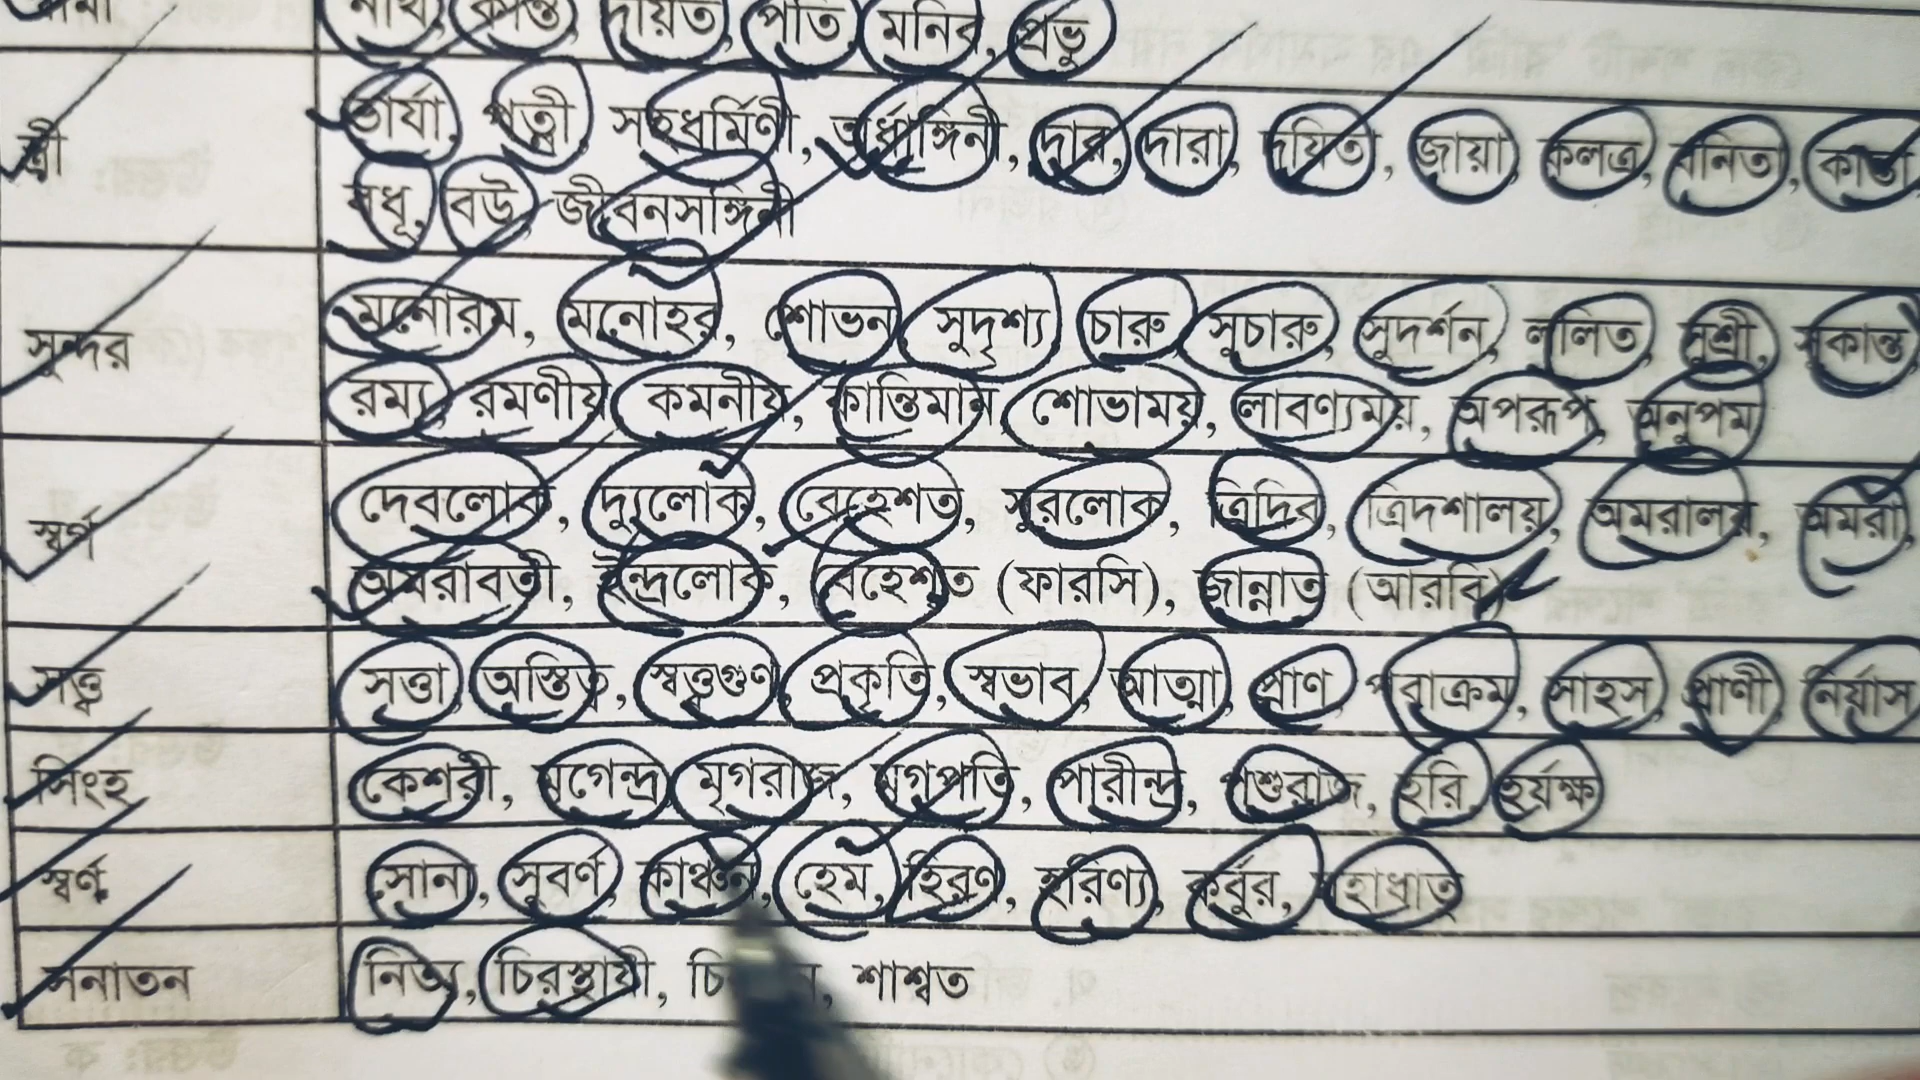 নাথ, কান্ত, দয়িত, পতি, মনিব, প্রভু
স্ত্রী ভার্যা, পত্নী, সহধর্মিণী, অর্ধাঙ্গিনী, দার, দারা, দয়িতা, জায়া, কলত্র, বনিতা, কান্তা,
বধূ, বউ, জীবনসঙ্গিনী
সুন্দর মনোরম, মনোহর, শোভন, সুদৃশ্য, চারু, সুচারু, সুদর্শন, ললিত, সুশ্রী, সুকান্ত,
রম্য, রমণীয়, কমনীয়, কান্তিমান, শোভাময়, লাবণ্যময়, অপরূপ, অনুপম
স্বর্গ দেবলোক, দ্যুলোক, বেহেশত, সুরলোক, ত্রিদিব, ত্রিদশালয়, অমরালয়, অমরা,
অমরাবতী, ইন্দ্রলোক, বেহেশ্‌ত (ফারসি), জান্নাত (আরবি)
সত্ত্ব সত্তা, অস্তিত্ব, স্বত্ত্বগুণ, প্রকৃতি, স্বভাব, আত্মা, প্রাণ, পরাক্রম, সাহস, প্রাণী, নির্যাস
সিংহ কেশরী, মৃগেন্দ্র, মৃগরাজ, মৃগপতি, পারীন্দ্র, পশুরাজ, হরি, হর্যক্ষ
স্বর্ণ সোনা, সুবর্ণ, কাঞ্চন, হেম, হিরণ, হরিণ্য, কর্বুর, মহাধাতু
সনাতন নিত্য, চিরস্থায়ী, শাশ্বত